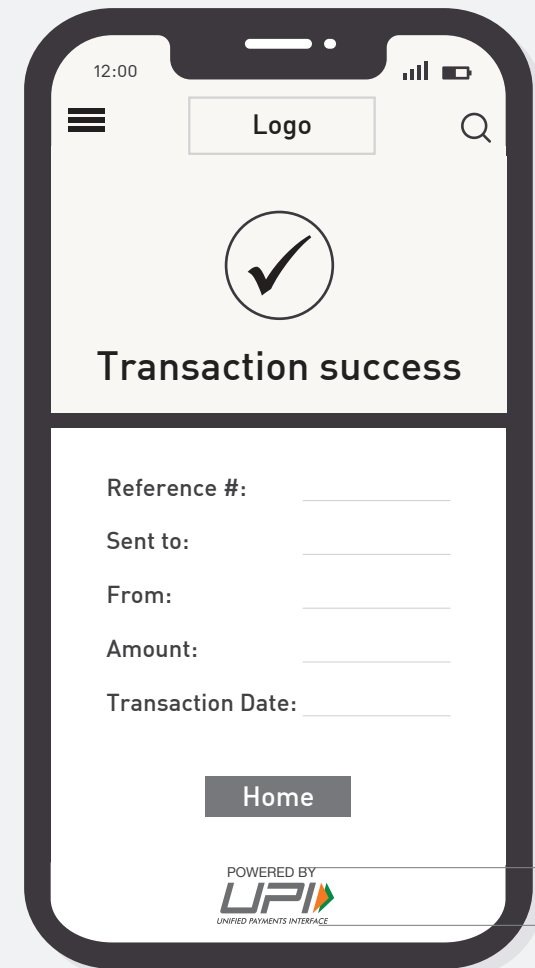 12:00
Logo
Transaction success
Reference #:
Sent to:
From:
Amount:
Transaction Date:
Home
POWERED BY
UPI
UNIFIED PAYMENTS INTERFACE